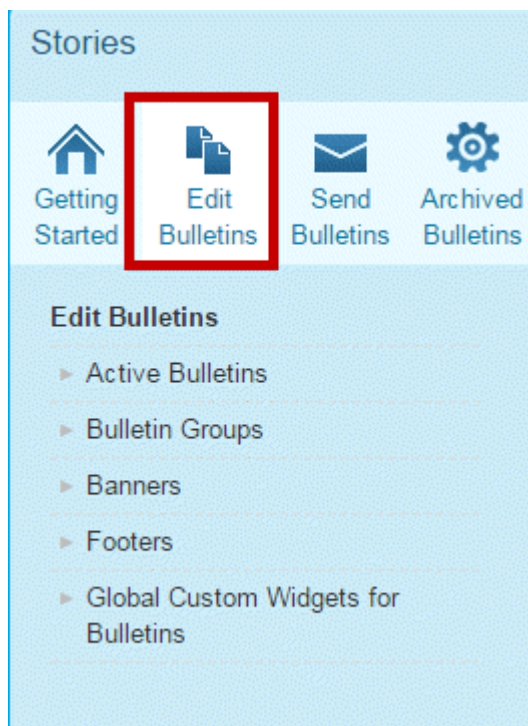 Stories
Getting Started
Edit Bulletins
Send Bulletins
Archived Bulletins
Edit Bulletins
Active Bulletins
Bulletin Groups
Banners
Footers
Global Custom Widgets for
Bulletins